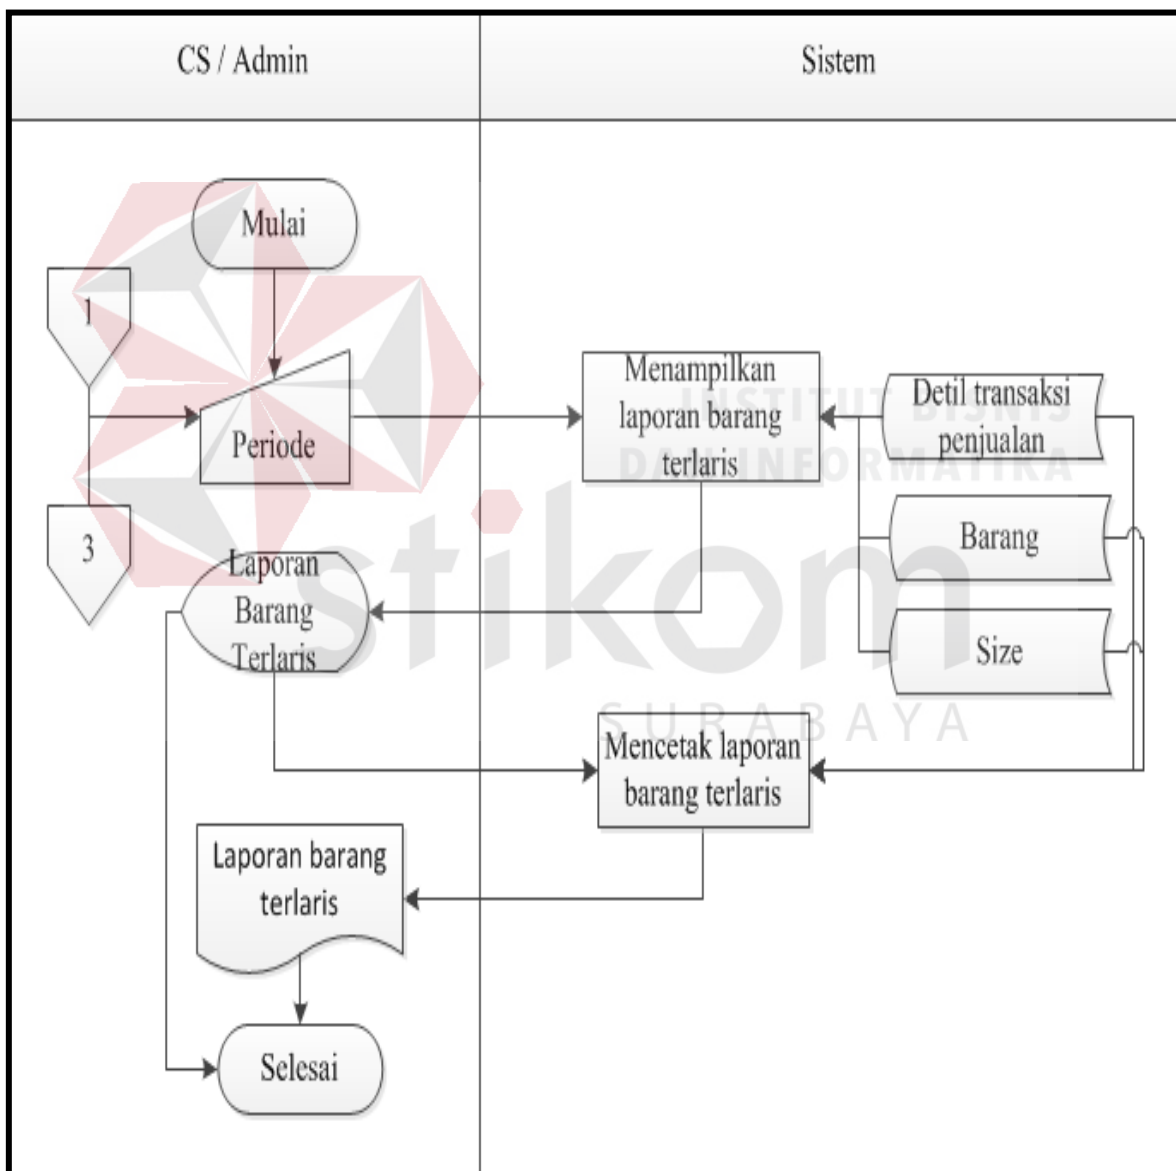 CS / Admin
Sistem
Mulai
1
Periode
3
Menampilkan
laporan barang
terlaris
Detil transaksi
penjualan
Barang
Size
Laporan
Barang
Terlaris
Mencetak laporan
barang terlaris
Laporan barang
terlaris
Selesai
INSTITUT BISNIS
DAN INFORMATIKA
stikom
SURABAYA